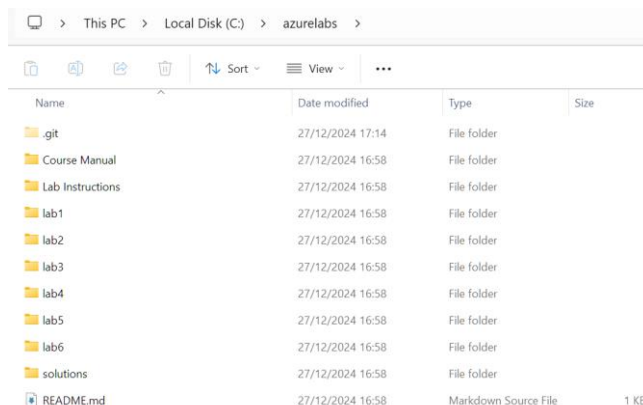 This PC > Local Disk (C:) > azurelabs >
Sort View
Name Date modified Type Size
.git 27/12/2024 17:14 File folder
Course Manual 27/12/2024 16:58 File folder
Lab Instructions 27/12/2024 16:58 File folder
lab1 27/12/2024 16:58 File folder
lab2 27/12/2024 16:58 File folder
lab3 27/12/2024 16:58 File folder
lab4 27/12/2024 16:58 File folder
lab5 27/12/2024 16:58 File folder
lab6 27/12/2024 16:58 File folder
solutions 27/12/2024 16:58 File folder
README.md 27/12/2024 16:58 Markdown Source File 1 KB